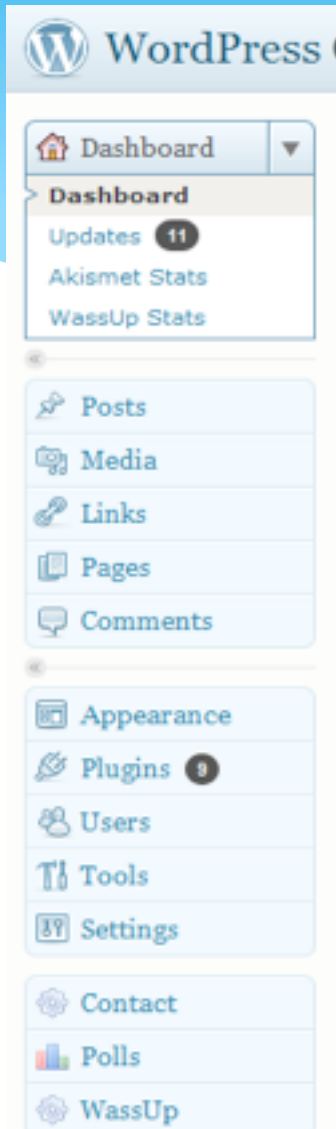 WordPress
Dashboard
Dashboard
Updates 11
Akismet Stats
WassUp Stats
Posts
Media
Links
Pages
Comments
Appearance
Plugins 9
Users
Tools
Settings
Contact
Polls
WassUp